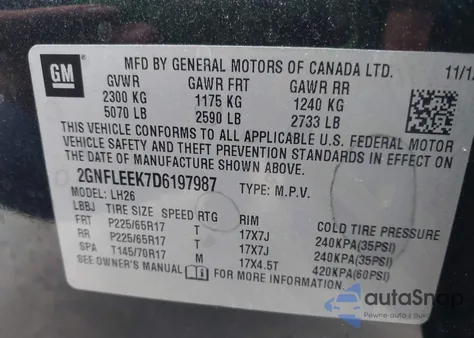 GM
MFD BY GENERAL MOTORS OF CANADA LTD. 11/1
GVWR GAWR FRT GAWR RR
2300 KG 1175 KG 1240 KG
5070 LB 2590 LB 2733 LB
THIS VEHICLE CONFORMS TO ALL APPLICABLE U.S. FEDERAL MOTOR
VEHICLE SAFETY AND THEFT PREVENTION STANDARDS IN EFFECT ON
THE DATE OF MANUFACTURE SHOWN ABOVE.
2GNFLEEK7D6197987 TYPE: M.P.V.
MODEL: LH26
LBBJ TIRE SIZE SPEED RTG RIM COLD TIRE PRESSURE
FRT P225/65R17 T 17X7J 240KPA(35PSI)
RR P225/65R17 T 17X7J 240KPA(35PSI)
SPA T145/70R17 M 17X4.5T 420KPA(60PSI)
SEE OWNER'S MANUAL FOR MORE INFORMATION.
autoSnap